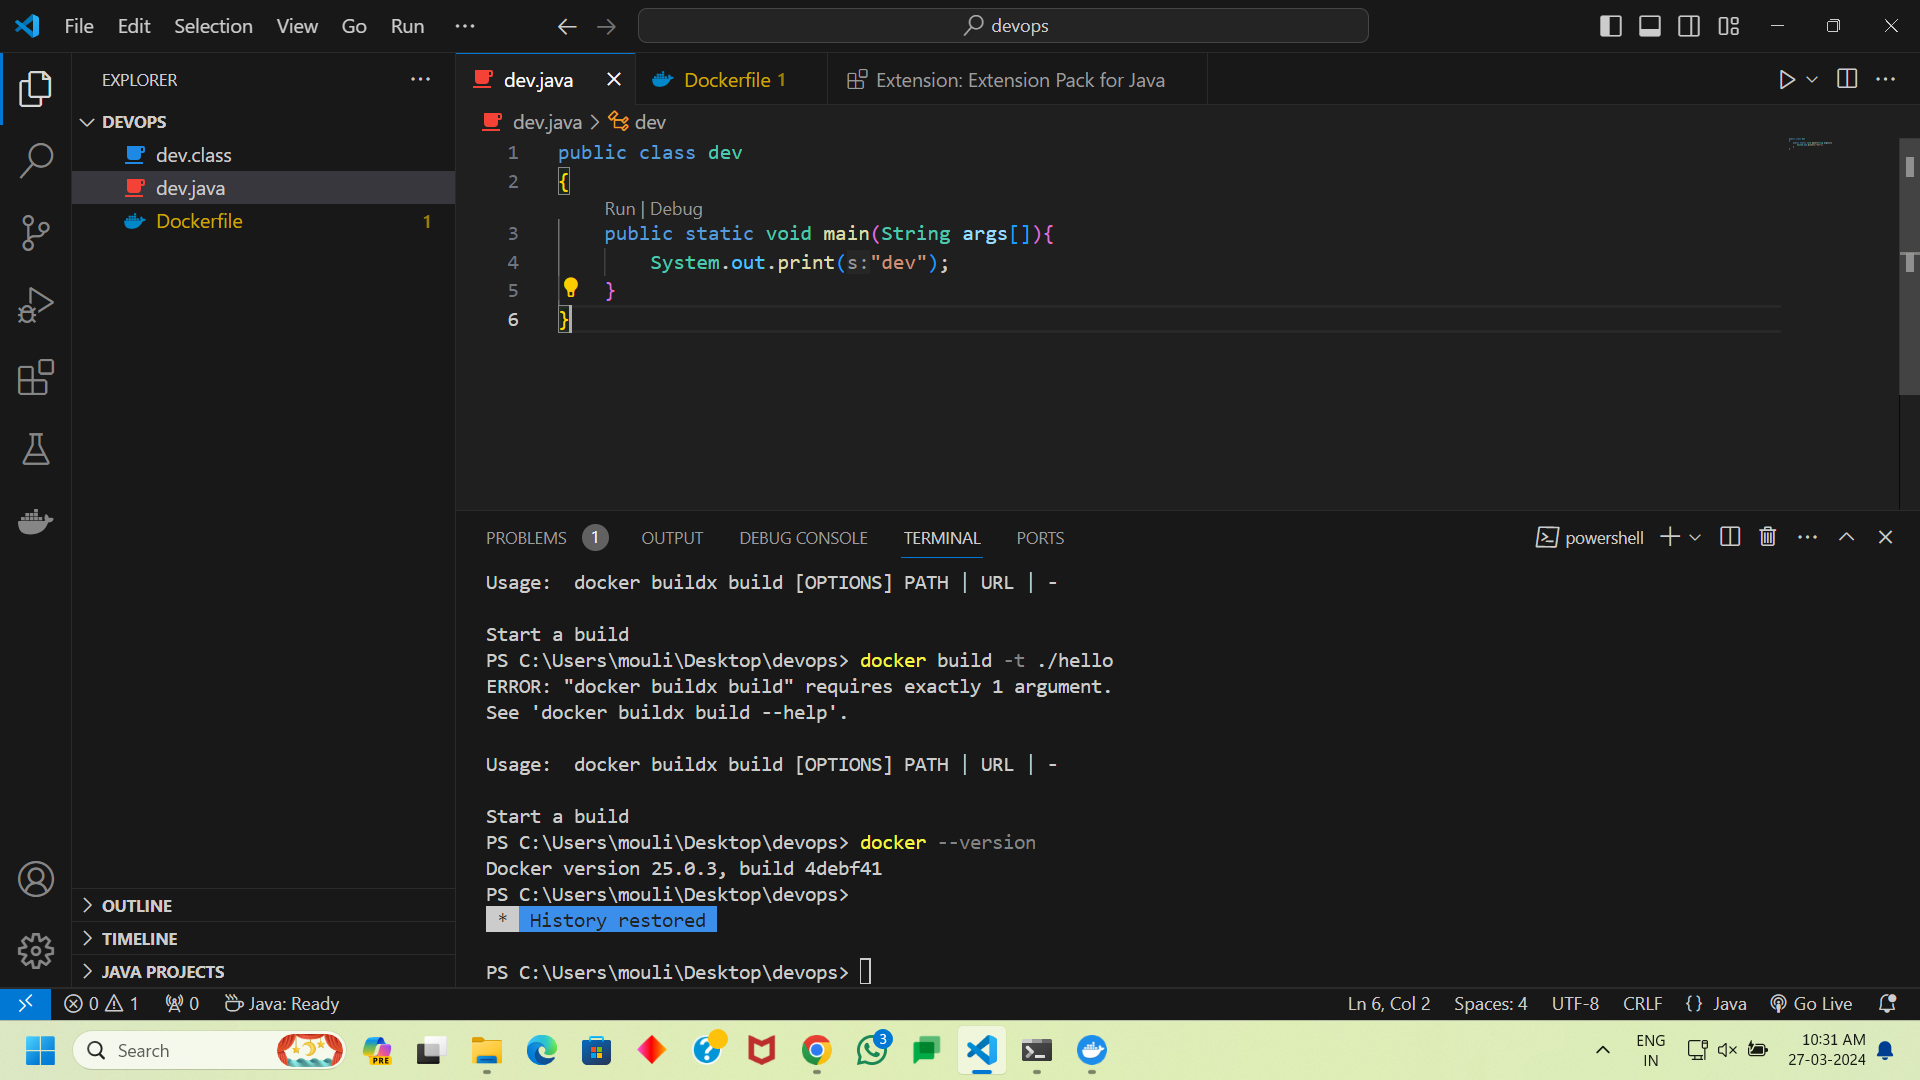 File Edit Selection View Go Run ···
devops
EXPLORER
DEVOPS
dev.class
dev.java
Dockerfile 1
dev.java
Dockerfile 1
Extension: Extension Pack for Java
dev.java > dev
1 public class dev
2 {
Run | Debug
3 public static void main(String args[]){
4 System.out.print(s:"dev");
5 }
6 }
PROBLEMS 1 OUTPUT DEBUG CONSOLE TERMINAL PORTS
powershell
Usage:  docker buildx build [OPTIONS] PATH | URL | -
Start a build
PS C:\Users\mouli\Desktop\devops> docker build -t ./hello
ERROR: "docker buildx build" requires exactly 1 argument.
See 'docker buildx build --help'.
Usage:  docker buildx build [OPTIONS] PATH | URL | -
Start a build
PS C:\Users\mouli\Desktop\devops> docker --version
Docker version 25.0.3, build 4debf41
PS C:\Users\mouli\Desktop\devops>
* History restored
PS C:\Users\mouli\Desktop\devops>
OUTLINE
TIMELINE
JAVA PROJECTS
0 1 0 Java: Ready
Ln 6, Col 2 Spaces: 4 UTF-8 CRLF {} Java Go Live
Search
PRE
3
ENG
IN
10:31 AM
27-03-2024